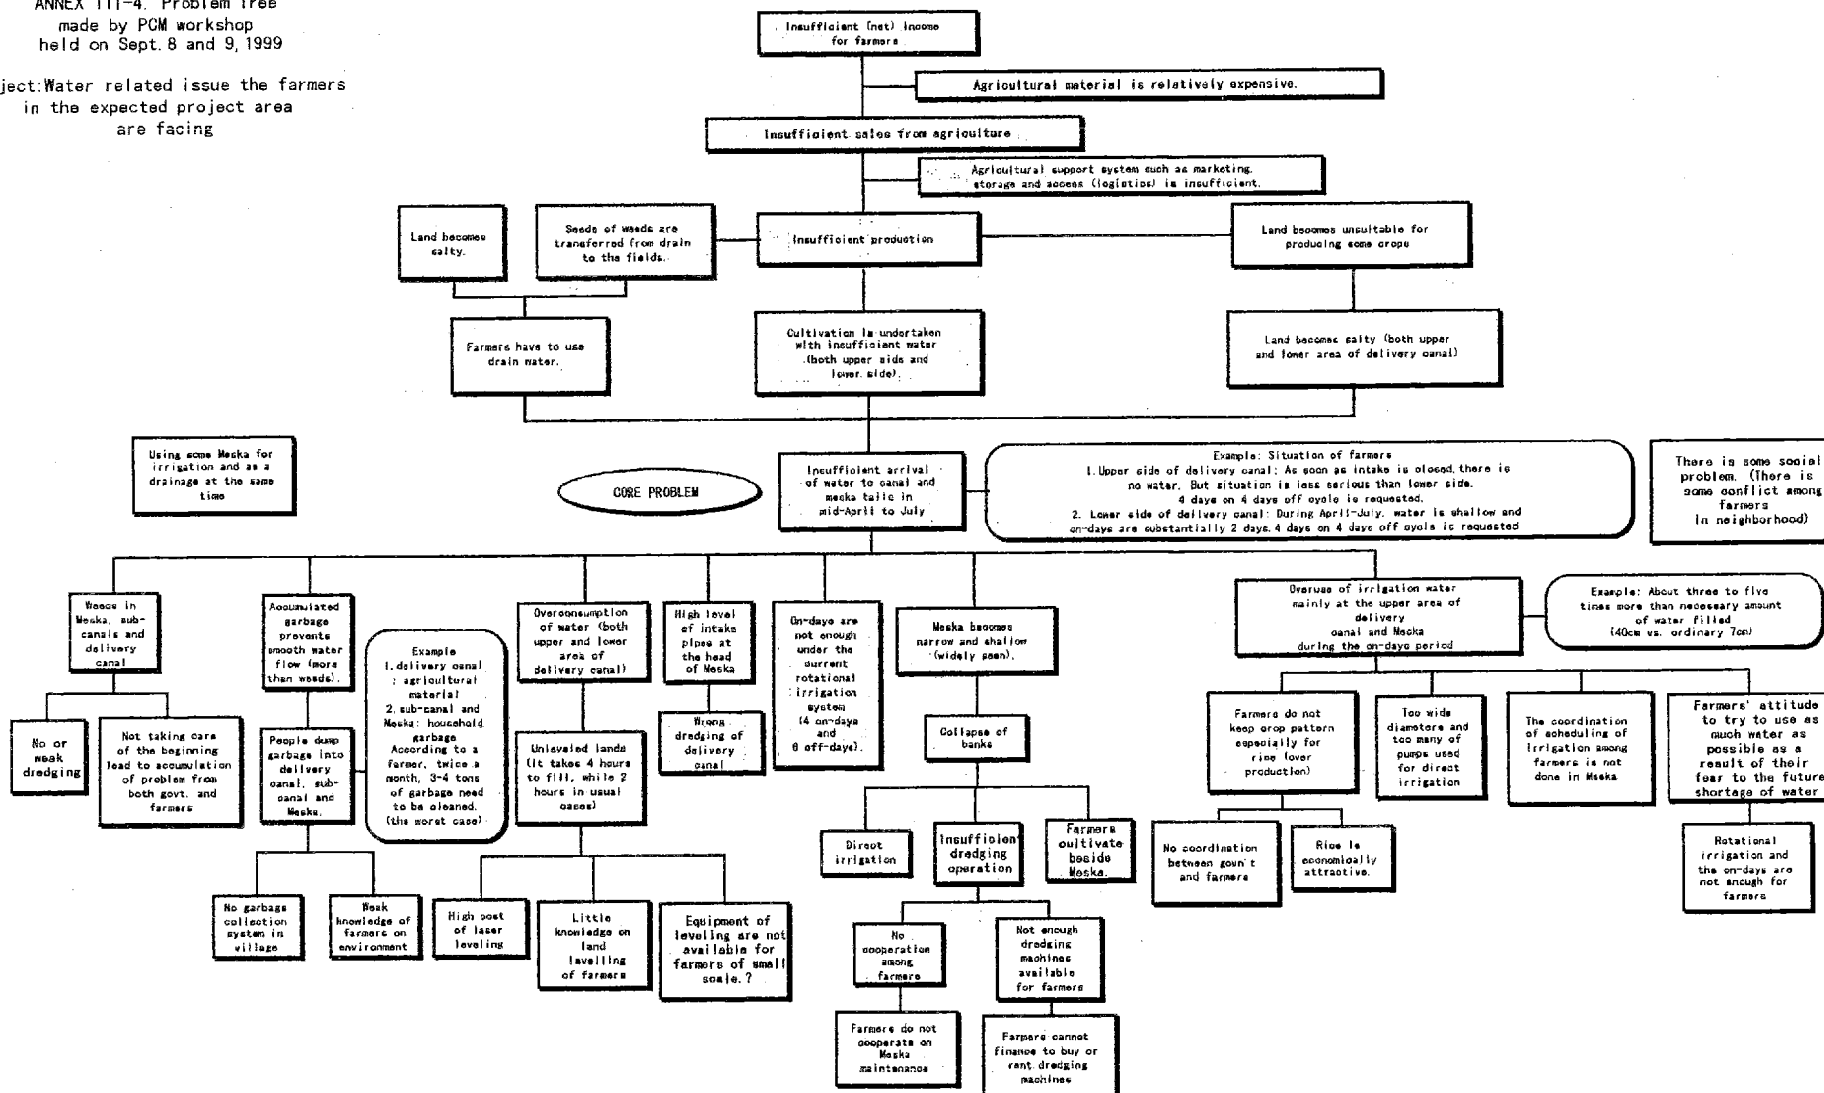 ANNEX III-4. Problem Tree
made by PCM workshop
held on Sept. 8 and 9, 1999
ject:Water related issue the farmers
in the expected project area
are facing
Insufficient (net) income
for farmers
Agricultural material is relatively expensive.
Insufficient sales from agriculture
Agricultural support system such as marketing,
storage and access (logistics) is insufficient.
Land becomes
salty.
Seeds of weeds are
transferred from drain
to the fields.
Insufficient production
Land becomes unsuitable for
producing some crops
Farmers have to use
drain water.
Cultivation is undertaken
with insufficient water
(both upper side and
lower side).
Land becomes salty (both upper
and lower area of delivery canal)
Using some Meska for
irrigation and as a
drainage at the same
time
CORE PROBLEM
Insufficient arrival
of water to canal and
meska tails in
mid-April to July
Example: Situation of farmers
1. Upper side of delivery canal: As soon as intake is closed, there is
no water. But situation is less serious than lower side.
4 days on 4 days off cycle is requested.
2. Lower side of delivery canal: During April-July, water is shallow and
on-days are substantially 2 days. 4 days on 4 days off cycle is requested
There is some social
problem. (There is
some conflict among
farmers
in neighborhood)
Weeds in
Meska, sub-
canals and
delivery
canal
Accumulated
garbage
prevents
smooth water
flow (more
than weeds).
Example
1. delivery canal
: agricultural
material
2. sub-canal and
Meska: household
garbage
According to a
farmer, twice a
month, 3-4 tons
of garbage need
to be cleaned.
(the worst case)
Overconsumption
of water (both
upper and lower
area of
delivery canal)
High level
of intake
pipes at
the head
of Meska
On-days are
not enough
under the
current
rotational
irrigation
system
(4 on-days
and
8 off-days).
Meska becomes
narrow and shallow
(widely seen).
Overuse of irrigation water
mainly at the upper area of
delivery
canal and Meska
during the on-days period
Example: About three to five
times more than necessary amount
of water filled
(40cm vs. ordinary 7cm)
No or
weak
dredging
Not taking care
of the beginning
lead to accumulation
of problem from
both govt. and
farmers
People dump
garbage into
delivery
canal, sub-
canal and
Meska.
Unleveled lands
(It takes 4 hours
to fill, while 2
hours in usual
cases)
Wrong
dredging of
delivery
canal
Collapse of
banks
Farmers do not
keep crop pattern
especially for
rice (over
production)
Too wide
diameters and
too many of
pumps used
for direct
irrigation
The coordination
of scheduling of
irrigation among
farmers is not
done in Meska
Farmers' attitude
to try to use as
much water as
possible as a
result of their
fear to the future
shortage of water
Direct
irrigation
Insufficient
dredging
operation
Farmers
cultivate
beside
Meska.
No coordination
between gov't
and farmers
Rice is
economically
attractive.
Rotational
irrigation and
the on-days are
not enough for
farmers
No garbage
collection
system in
village
Weak
knowledge of
farmers on
environment
High cost
of laser
leveling
Little
knowledge on
land
levelling
of farmers
Equipment of
leveling are not
available for
farmers of small
scale.?
No
cooperation
among
farmers
Not enough
dredging
machines
available
for farmers
Farmers do not
cooperate on
Meska
maintenance
Farmers cannot
finance to buy or
rent dredging
machines